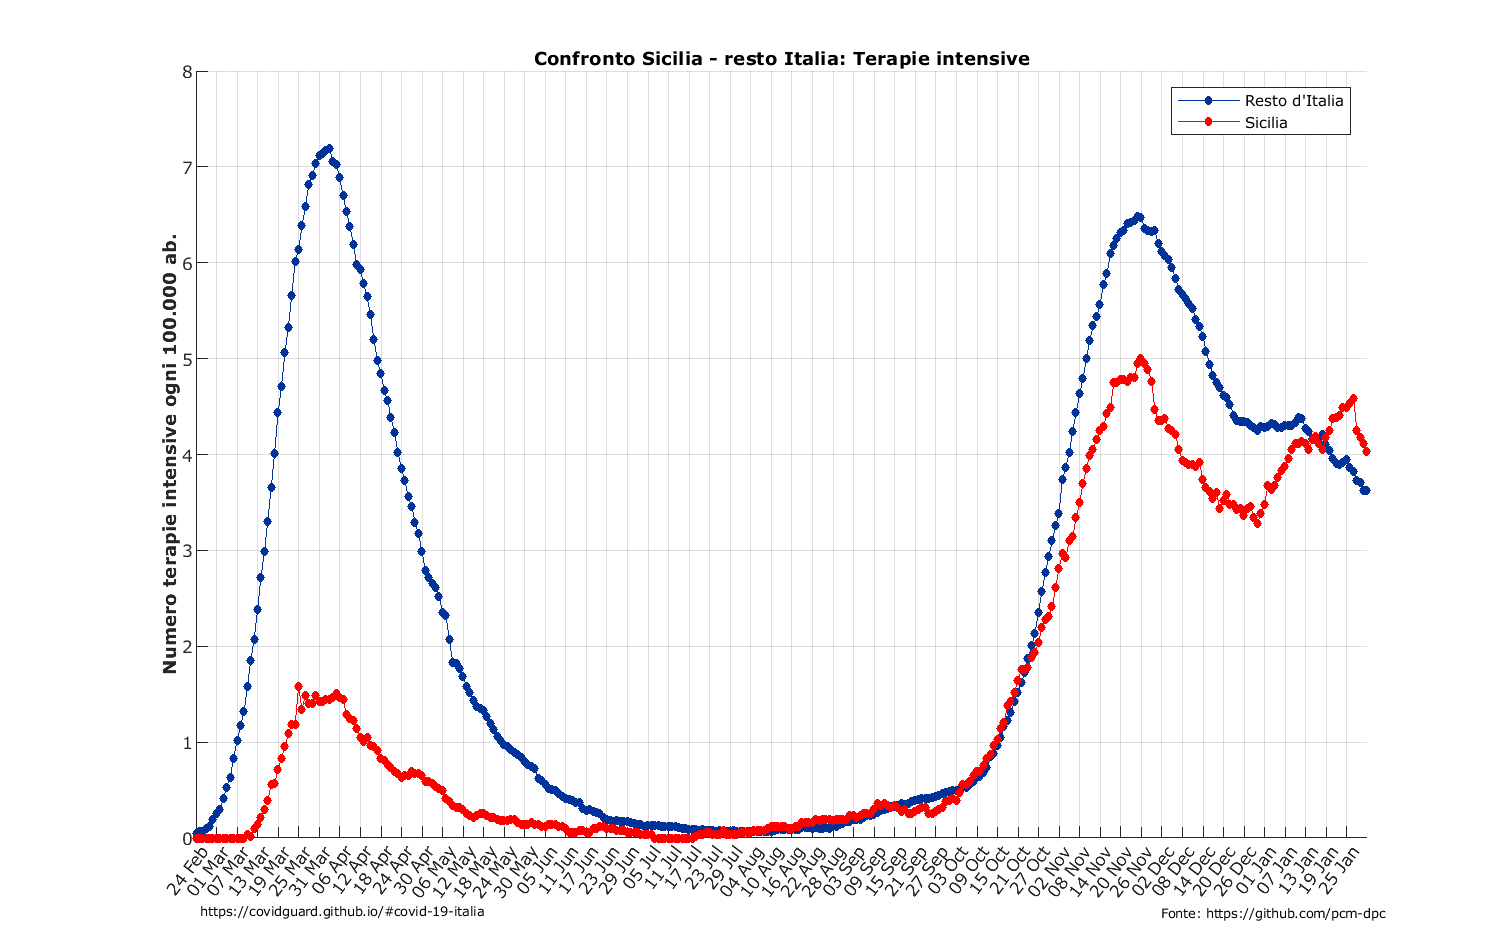 Confronto Sicilia - resto Italia: Terapie intensive
Resto d'Italia
Sicilia
Numero terapie intensive ogni 100.000 ab.
8
7
6
5
4
3
2
1
0
24 Feb
01 Mar
07 Mar
13 Mar
19 Mar
25 Mar
31 Mar
06 Apr
12 Apr
18 Apr
24 Apr
30 Apr
06 May
12 May
18 May
24 May
30 May
05 Jun
11 Jun
17 Jun
23 Jun
29 Jun
05 Jul
11 Jul
17 Jul
23 Jul
29 Jul
04 Aug
10 Aug
16 Aug
22 Aug
28 Aug
03 Sep
09 Sep
15 Sep
21 Sep
27 Sep
03 Oct
09 Oct
15 Oct
21 Oct
27 Oct
02 Nov
08 Nov
14 Nov
20 Nov
26 Nov
02 Dec
08 Dec
14 Dec
20 Dec
26 Dec
01 Jan
07 Jan
13 Jan
19 Jan
25 Jan
https://covidguard.github.io/#covid-19-italia
Fonte: https://github.com/pcm-dpc